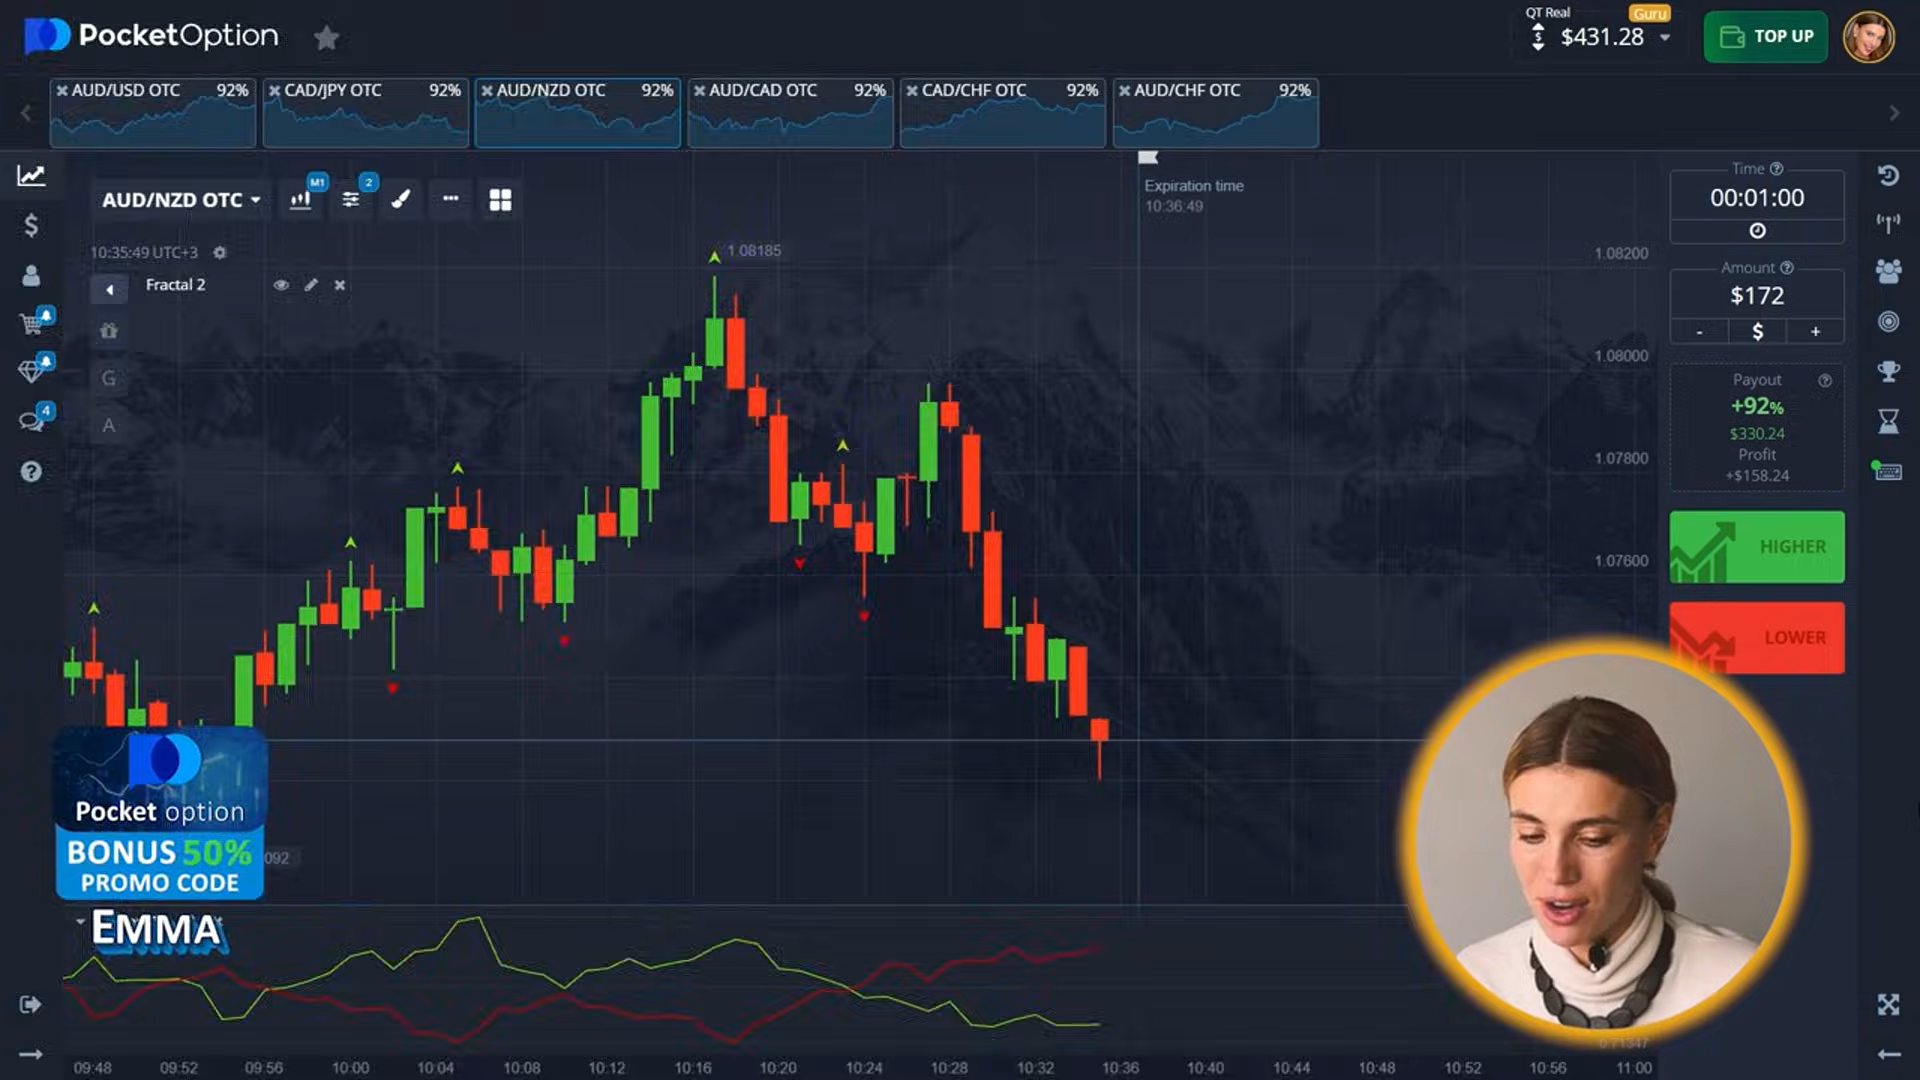 PocketOption
QT Real
Guru
$431.28
TOP UP
AUD/USD OTC 92%
CAD/JPY OTC 92%
AUD/NZD OTC 92%
AUD/CAD OTC 92%
CAD/CHF OTC 92%
AUD/CHF OTC 92%
AUD/NZD OTC
M1
2
Expiration time
10:36:49
10:35:49 UTC+3
Fractal 2
G
A
4
1.08185
1.08200
1.08000
1.07800
1.07600
Time
00:01:00
Amount
$172
- $ +
Payout
+92%
$330.24
Profit
+$158.24
HIGHER
LOWER
Pocket option
BONUS 50%
PROMO CODE
EMMA
092
09:48 09:52 09:56 10:00 10:04 10:08 10:12 10:16 10:20 10:24 10:28 10:32 10:36 10:40 10:44 10:48 10:52 10:56 11:00